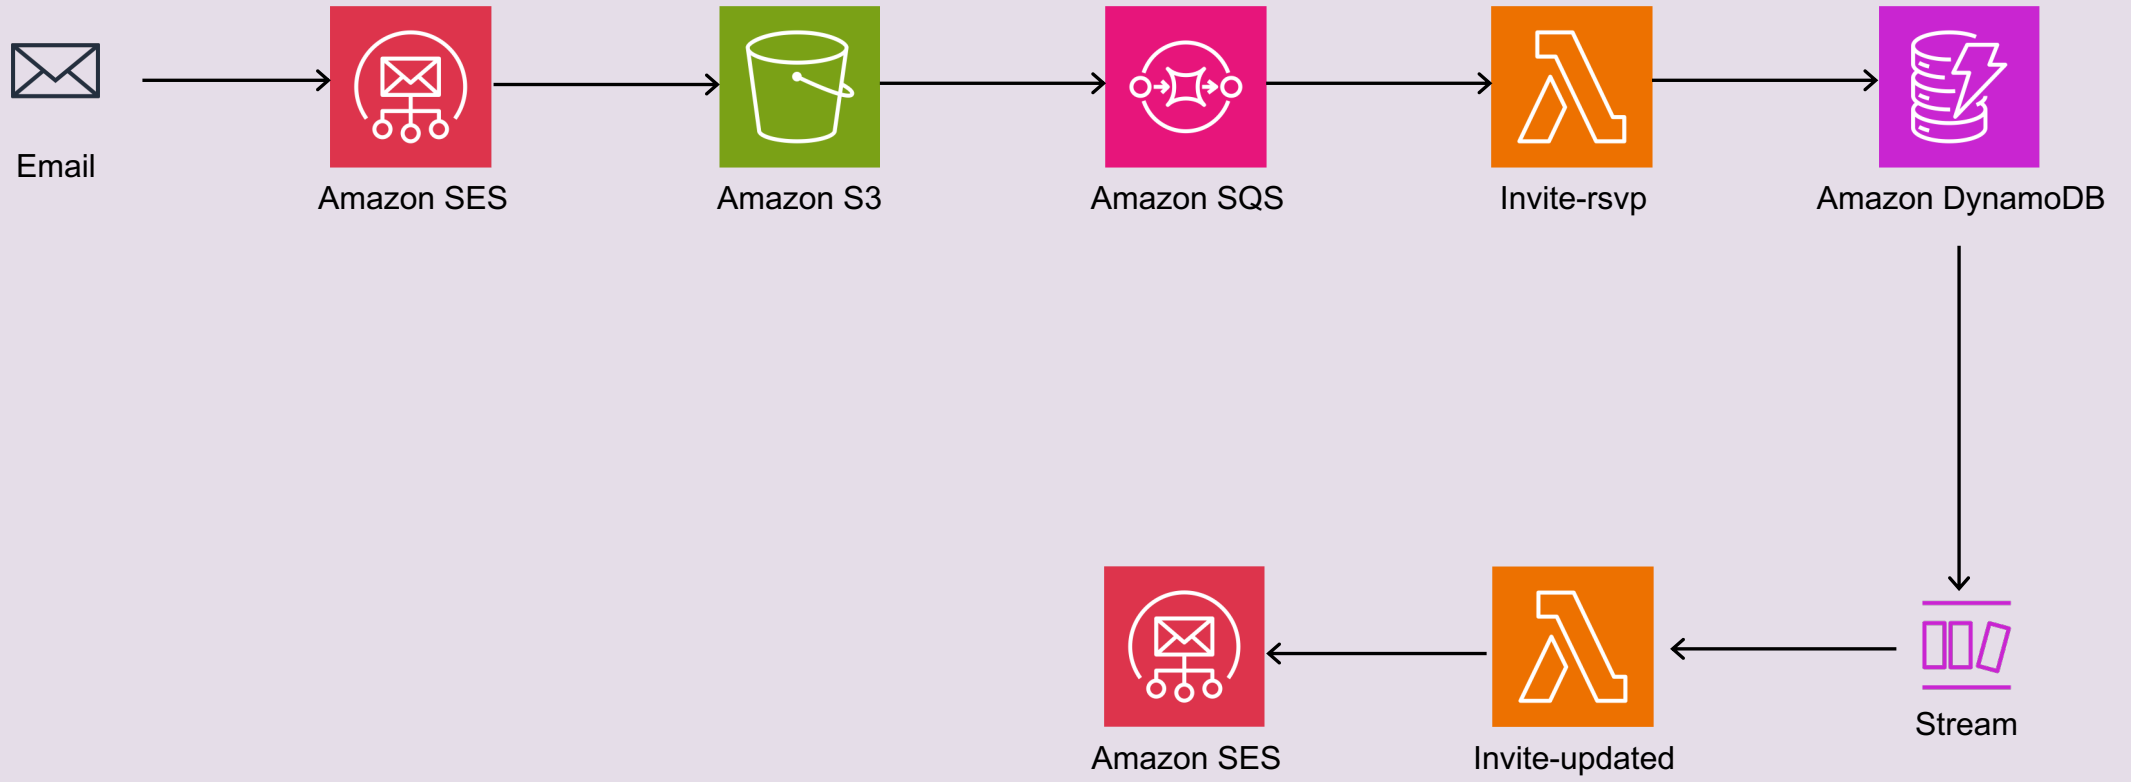 Email
Amazon SES
Amazon S3
Amazon SQS
Invite-rsvp
Amazon DynamoDB
Stream
Invite-updated
Amazon SES